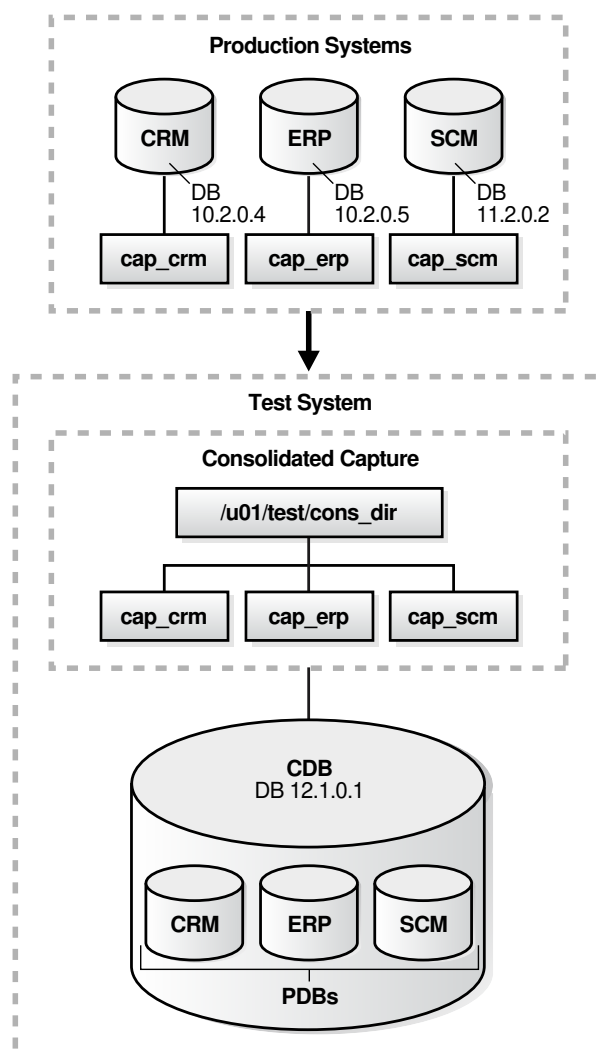 Production Systems
CRM
ERP
SCM
DB
10.2.0.4
DB
10.2.0.5
DB
11.2.0.2
cap_crm
cap_erp
cap_scm
Test System
Consolidated Capture
/u01/test/cons_dir
cap_crm
cap_erp
cap_scm
CDB
DB 12.1.0.1
CRM
ERP
SCM
PDBs